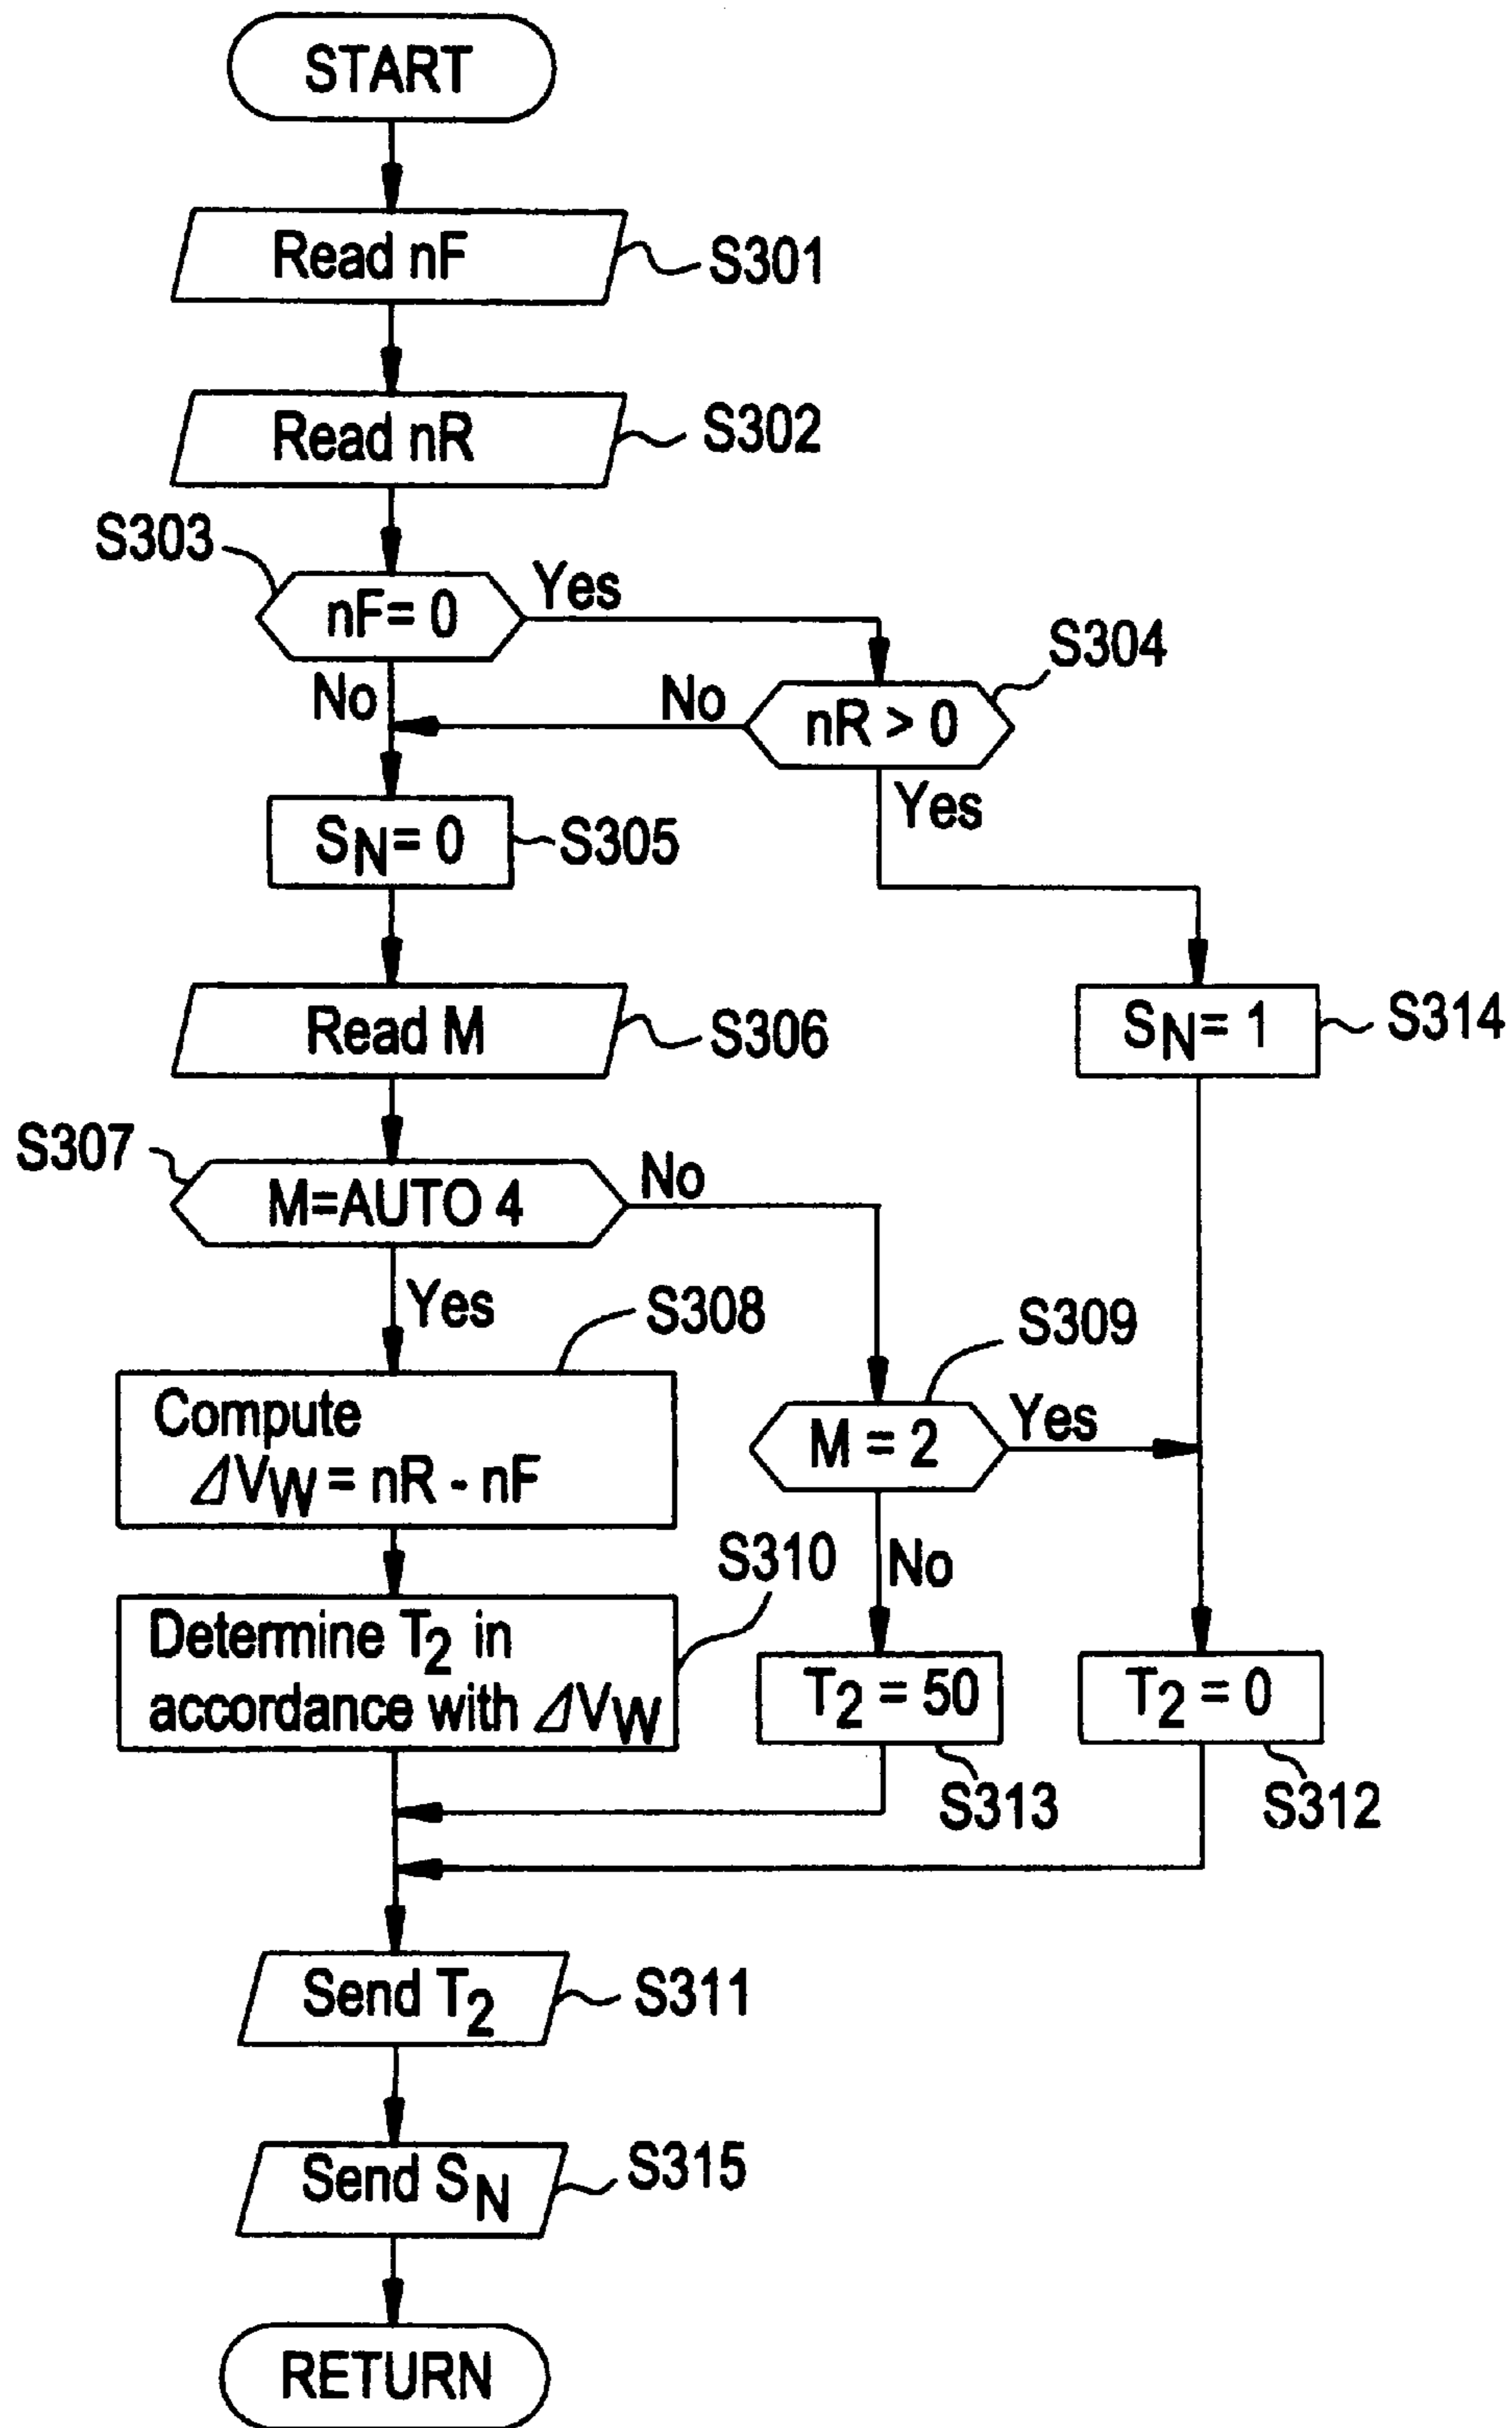 START
Read nF
S301
Read nR
S302
S303
nF= 0
Yes
S304
No
No
nR > 0
Yes
SN= 0
S305
Read M
S306
SN= 1
S314
S307
M=AUTO 4
No
Yes
S308
S309
Compute
⊿VW = nR - nF
M = 2
Yes
S310
No
Determine T2 in
accordance with ⊿VW
T2 = 50
T2 = 0
S313
S312
Send T2
S311
Send SN
S315
RETURN